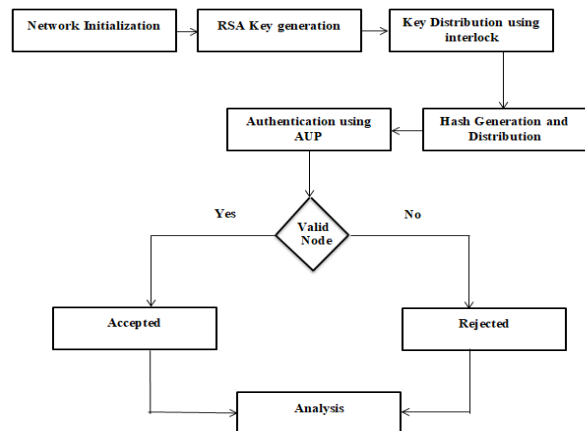 Network Initialization
RSA Key generation
Key Distribution using
interlock
Authentication using
AUP
Hash Generation and
Distribution
Yes
Valid
Node
No
Accepted
Rejected
Analysis